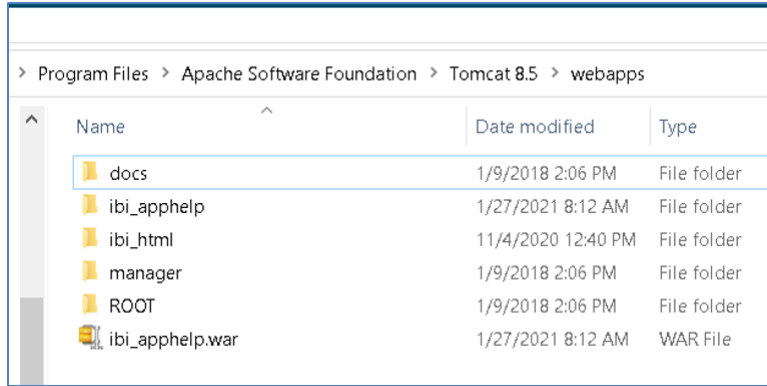 > Program Files > Apache Software Foundation > Tomcat 8.5 > webapps
Name Date modified Type
docs 1/9/2018 2:06 PM File folder
ibi_apphelp 1/27/2021 8:12 AM File folder
ibi_html 11/4/2020 12:40 PM File folder
manager 1/9/2018 2:06 PM File folder
ROOT 1/9/2018 2:06 PM File folder
ibi_apphelp.war 1/27/2021 8:12 AM WAR File